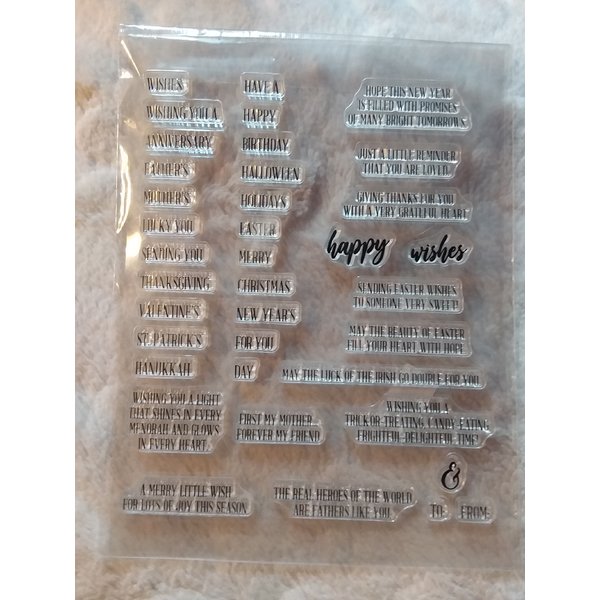 WISHES
WISHING YOU A
ANNIVERSARY
FATHER'S
MOTHER'S
LUCKY YOU
SENDING YOU
THANKSGIVING
VALENTINE'S
ST. PATRICK'S
HANUKKAH
WISHING YOU A LIGHT
THAT SHINES IN EVERY
MENORAH AND GLOWS
IN EVERY HEART.
A MERRY LITTLE WISH
FOR LOTS OF JOY THIS SEASON
HAVE A
HAPPY
BIRTHDAY
HALLOWEEN
HOLIDAYS
EASTER
MERRY
CHRISTMAS
NEW YEAR'S
FOR YOU
DAY
FIRST MY MOTHER...
FOREVER MY FRIEND
HOPE THIS NEW YEAR
IS FILLED WITH PROMISES
OF MANY BRIGHT TOMORROWS
JUST A LITTLE REMINDER
THAT YOU ARE LOVED.
GIVING THANKS FOR YOU
WITH A VERY GRATEFUL HEART
happy wishes
SENDING EASTER WISHES
TO SOMEONE VERY SWEET!
MAY THE BEAUTY OF EASTER
FILL YOUR HEART WITH HOPE
MAY THE LUCK OF THE IRISH GO DOUBLE FOR YOU
WISHING YOU A
TRICK-OR-TREATING, CANDY-EATING,
FRIGHTFUL-DELIGHTFUL TIME!
THE REAL HEROES OF THE WORLD
ARE FATHERS LIKE YOU
&
TO: FROM: